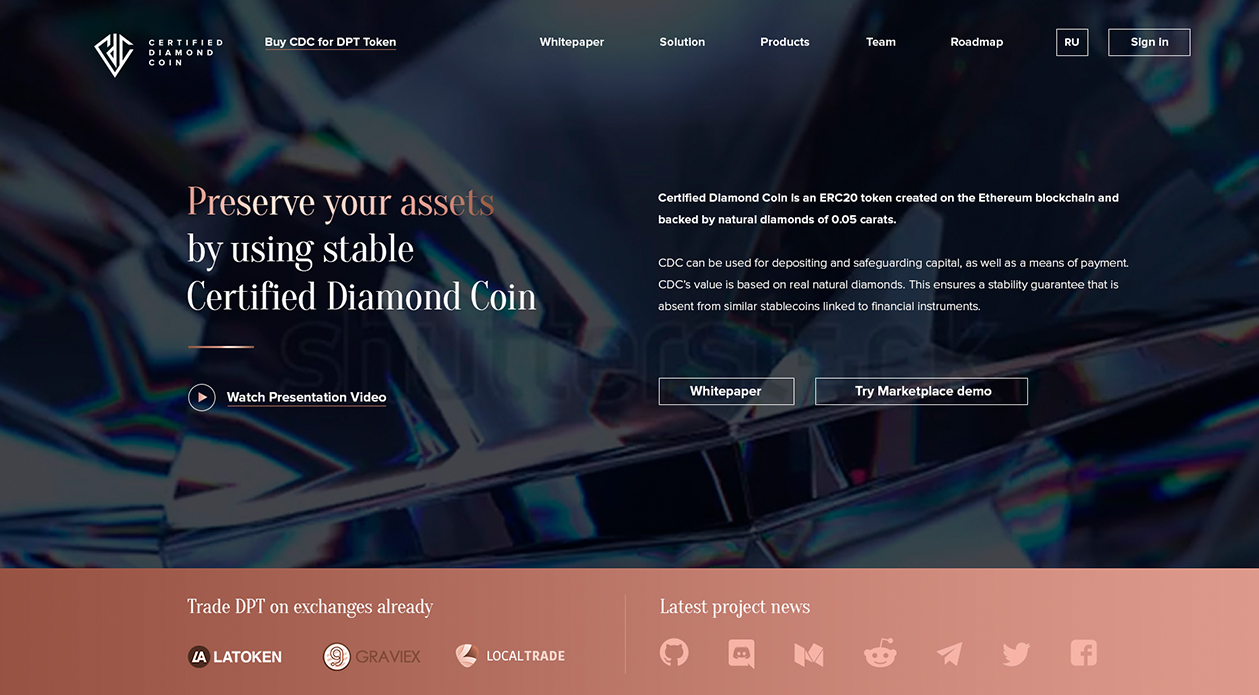 CERTIFIED
DIAMOND
COIN
Buy CDC for DPT Token
Whitepaper
Solution
Products
Team
Roadmap
RU
Sign in
Preserve your assets
by using stable
Certified Diamond Coin
Watch Presentation Video
Certified Diamond Coin is an ERC20 token created on the Ethereum blockchain and
backed by natural diamonds of 0.05 carats.
CDC can be used for depositing and safeguarding capital, as well as a means of payment.
CDC's value is based on real natural diamonds. This ensures a stability guarantee that is
absent from similar stablecoins linked to financial instruments.
Whitepaper
Try Marketplace demo
shutterstock
Trade DPT on exchanges already
LA LATOKEN
GRAVIEX
LOCALTRADE
Latest project news